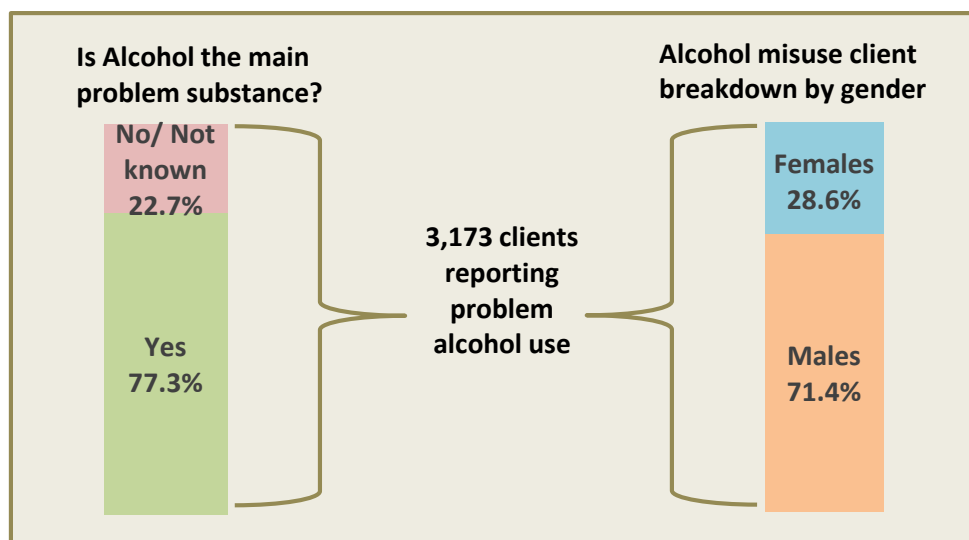 Is Alcohol the main
problem substance?
No/ Not
known
22.7%
Yes
77.3%
3,173 clients
reporting
problem
alcohol use
Alcohol misuse client
breakdown by gender
Females
28.6%
Males
71.4%